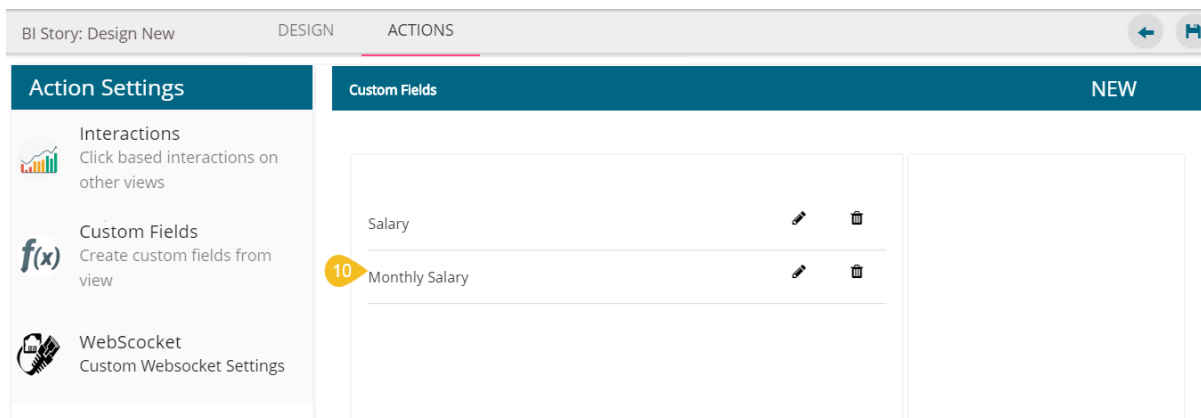 BI Story: Design New
DESIGN
ACTIONS
Action Settings
Interactions
Click based interactions on
other views
f(x)
Custom Fields
Create custom fields from
view
WebScocket
Custom Websocket Settings
Custom Fields
NEW
Salary
10
Monthly Salary